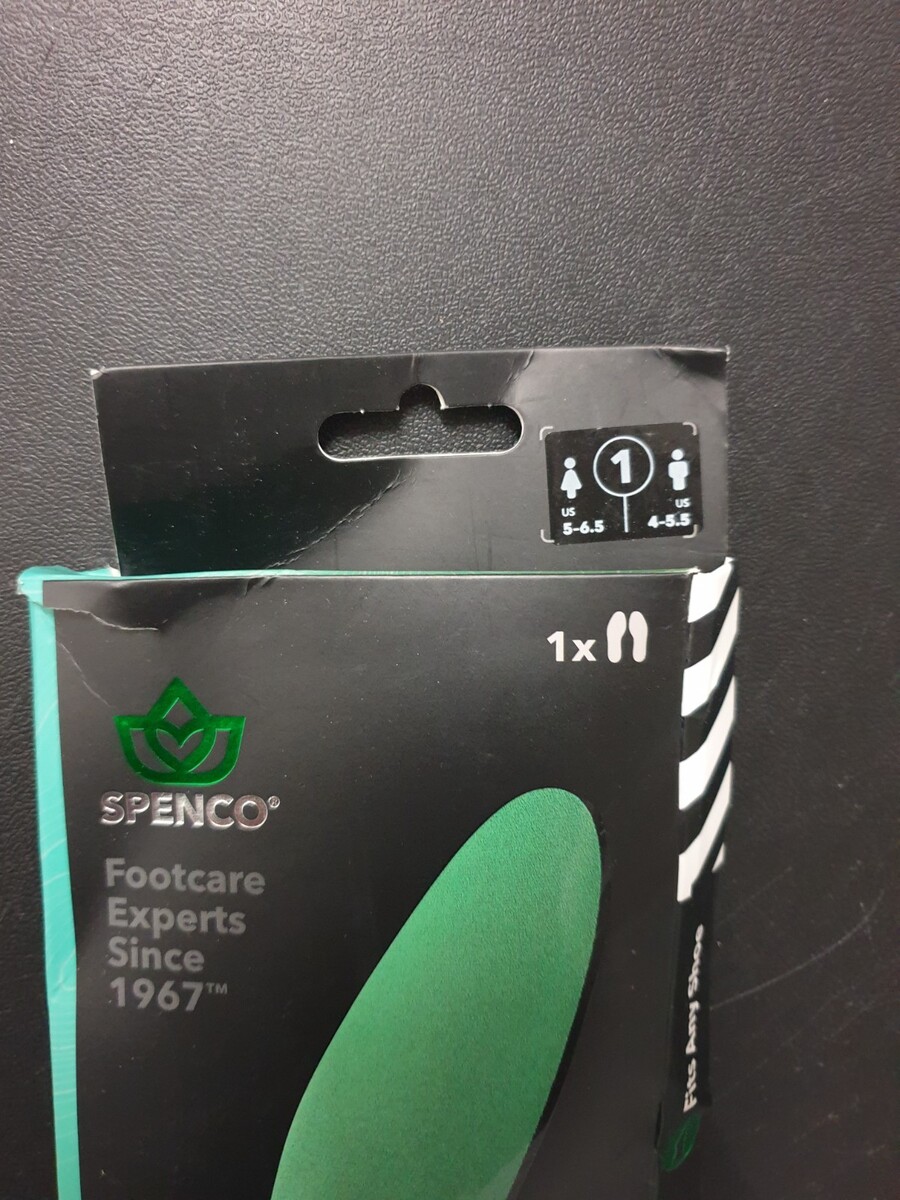 1
US
5-6.5
US
4-5.5
1x
SPENCO®
Footcare
Experts
Since
1967™
Fits Any Shoe